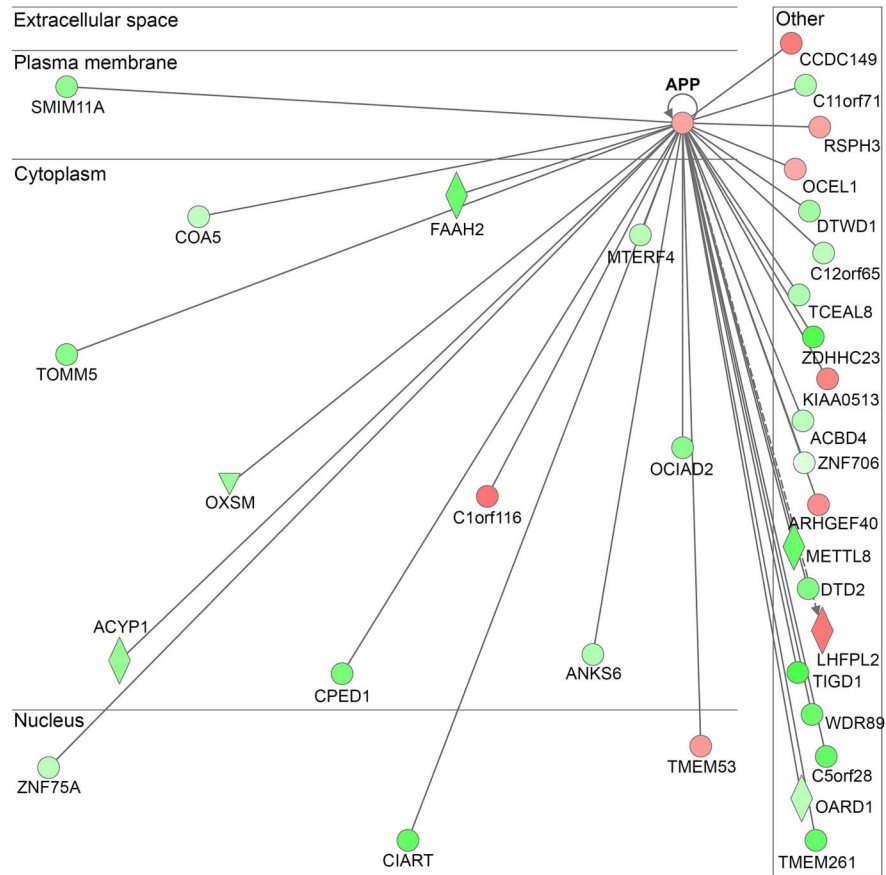 Extracellular space
Other
CCDC149
Plasma membrane
APP
SMIM11A
C11orf71
RSPH3
Cytoplasm
OCEL1
FAAH2
COA5
DTWD1
MTERF4
C12orf65
TCEAL8
TOMM5
ZDHHC23
KIAA0513
ACBD4
OCIAD2
ZNF706
OXSM
C1orf116
ARHGEF40
METTL8
DTD2
ACYP1
LHFPL2
ANKS6
TIGD1
CPED1
Nucleus
WDR89
TMEM53
C5orf28
ZNF75A
OARD1
CIART
TMEM261